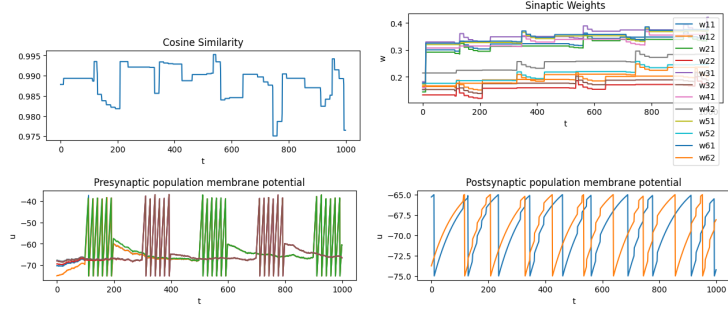 Cosine Similarity
0.995
0.990
0.985
0.980
0.975
0 200 400 600 800 1000
t
Sinaptic Weights
0.4
0.3
0.2
w
0 200 400 600 800
t
w11
w12
w21
w22
w31
w32
w41
w42
w51
w52
w61
w62
Presynaptic population membrane potential
−40
−50
−60
−70
u
0 200 400 600 800 1000
t
Postsynaptic population membrane potential
−65.0
−67.5
−70.0
−72.5
−75.0
u
0 200 400 600 800 1000
t